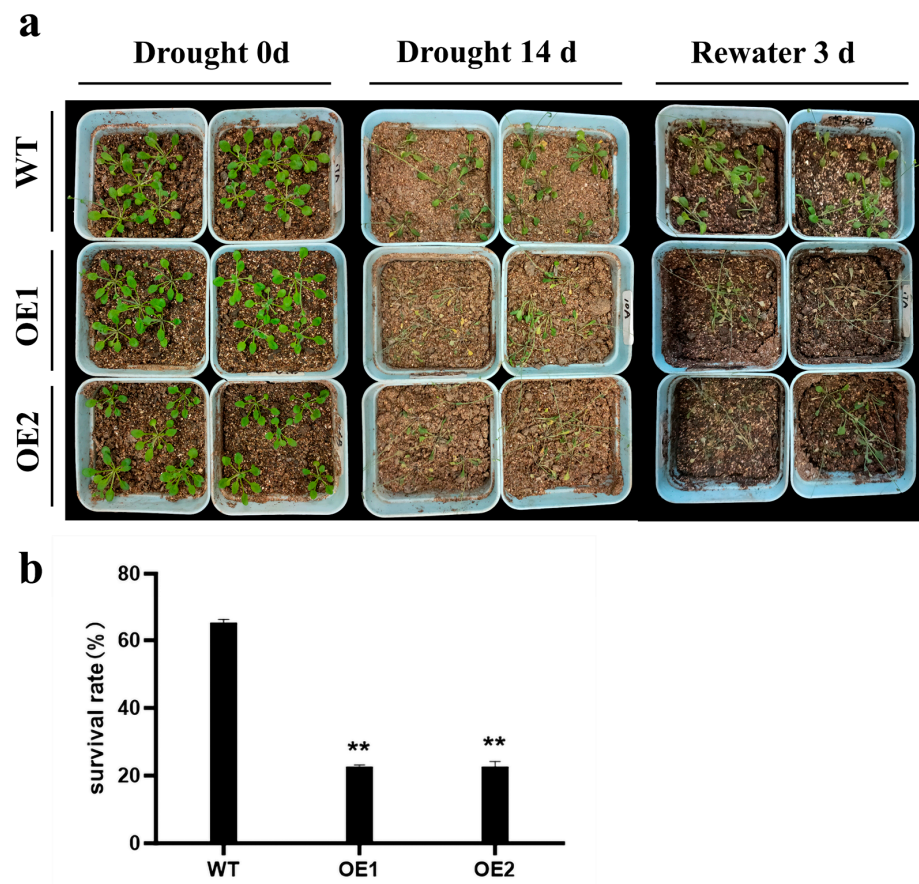 a
Drought 0d
Drought 14 d
Rewater 3 d
WT
OE1
OE2
b
survival rate(%)
80
60
40
20
0
**
**
WT
OE1
OE2